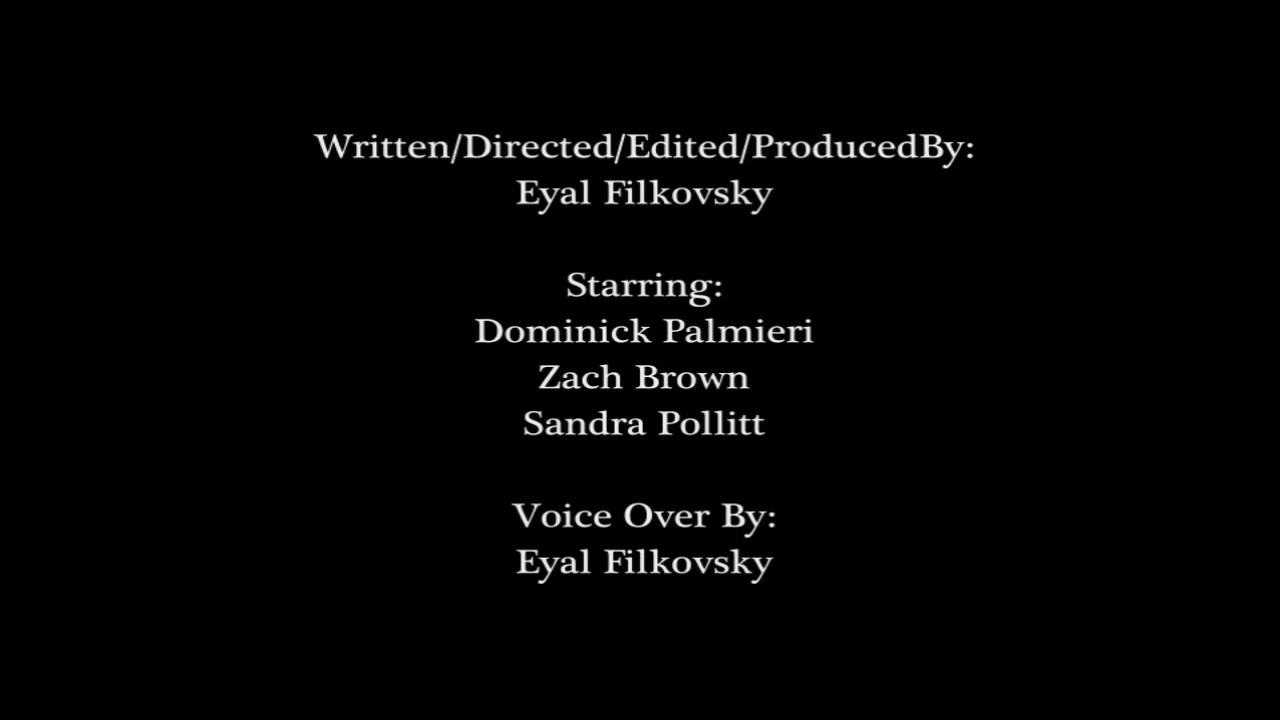 Written/Directed/Edited/ProducedBy:
Eyal Filkovsky
Starring:
Dominick Palmieri
Zach Brown
Sandra Pollitt
Voice Over By:
Eyal Filkovsky